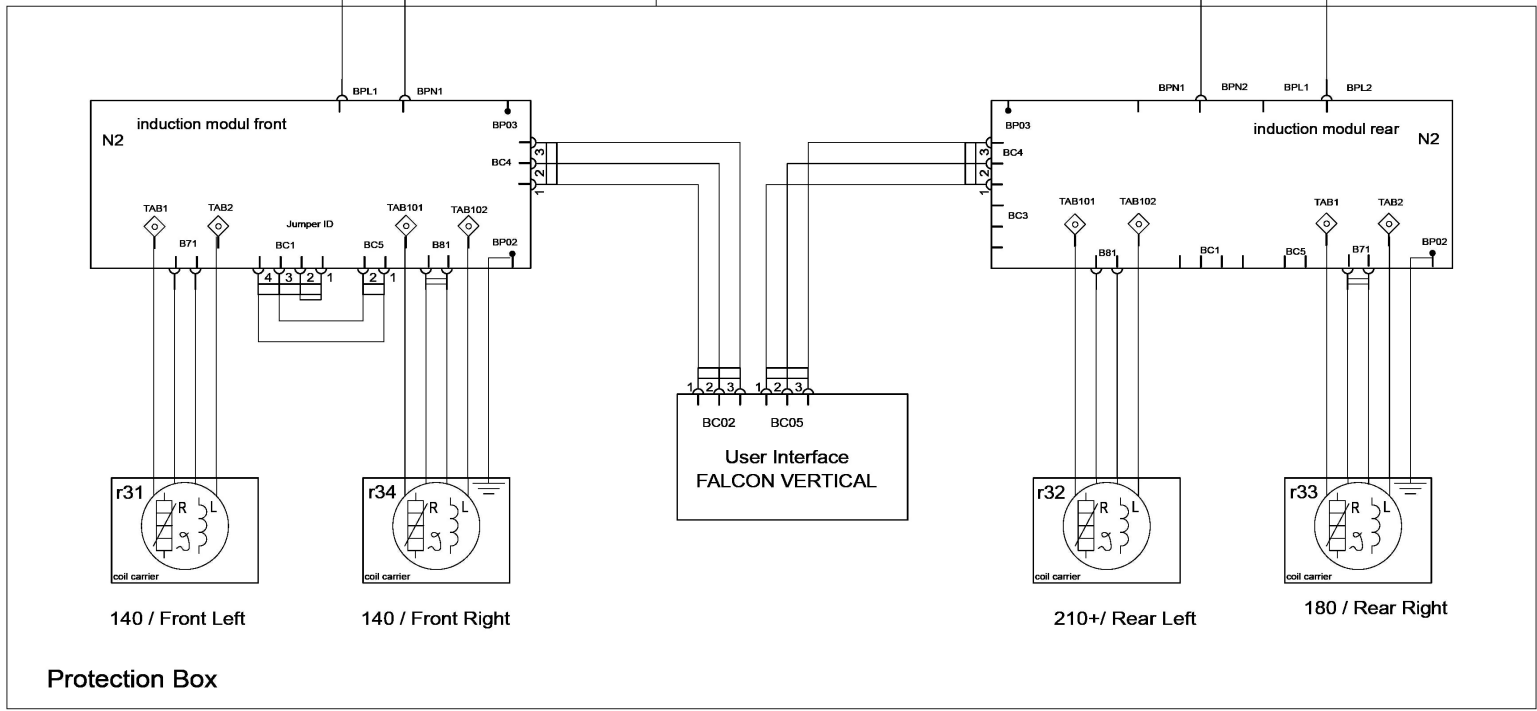 BPL1 BPN1
BPN1 BPN2 BPL1 BPL2
N2 induction modul front BP03
BP03 induction modul rear N2
BC4 3 2 1
3 2 1 BC4
BC3
TAB1 TAB2 Jumper ID TAB101 TAB102
TAB101 TAB102 TAB1 TAB2
B71 BC1 BC5 B81 BP02
B81 BC1 BC5 B71 BP02
4 3 2 1 2 1
1 2 3 1 2 3
BC02 BC05
User Interface
FALCON VERTICAL
r31 R L
coil carrier
r34 R L
coil carrier
r32 R L
coil carrier
r33 R L
coil carrier
140 / Front Left
140 / Front Right
210+/ Rear Left
180 / Rear Right
Protection Box